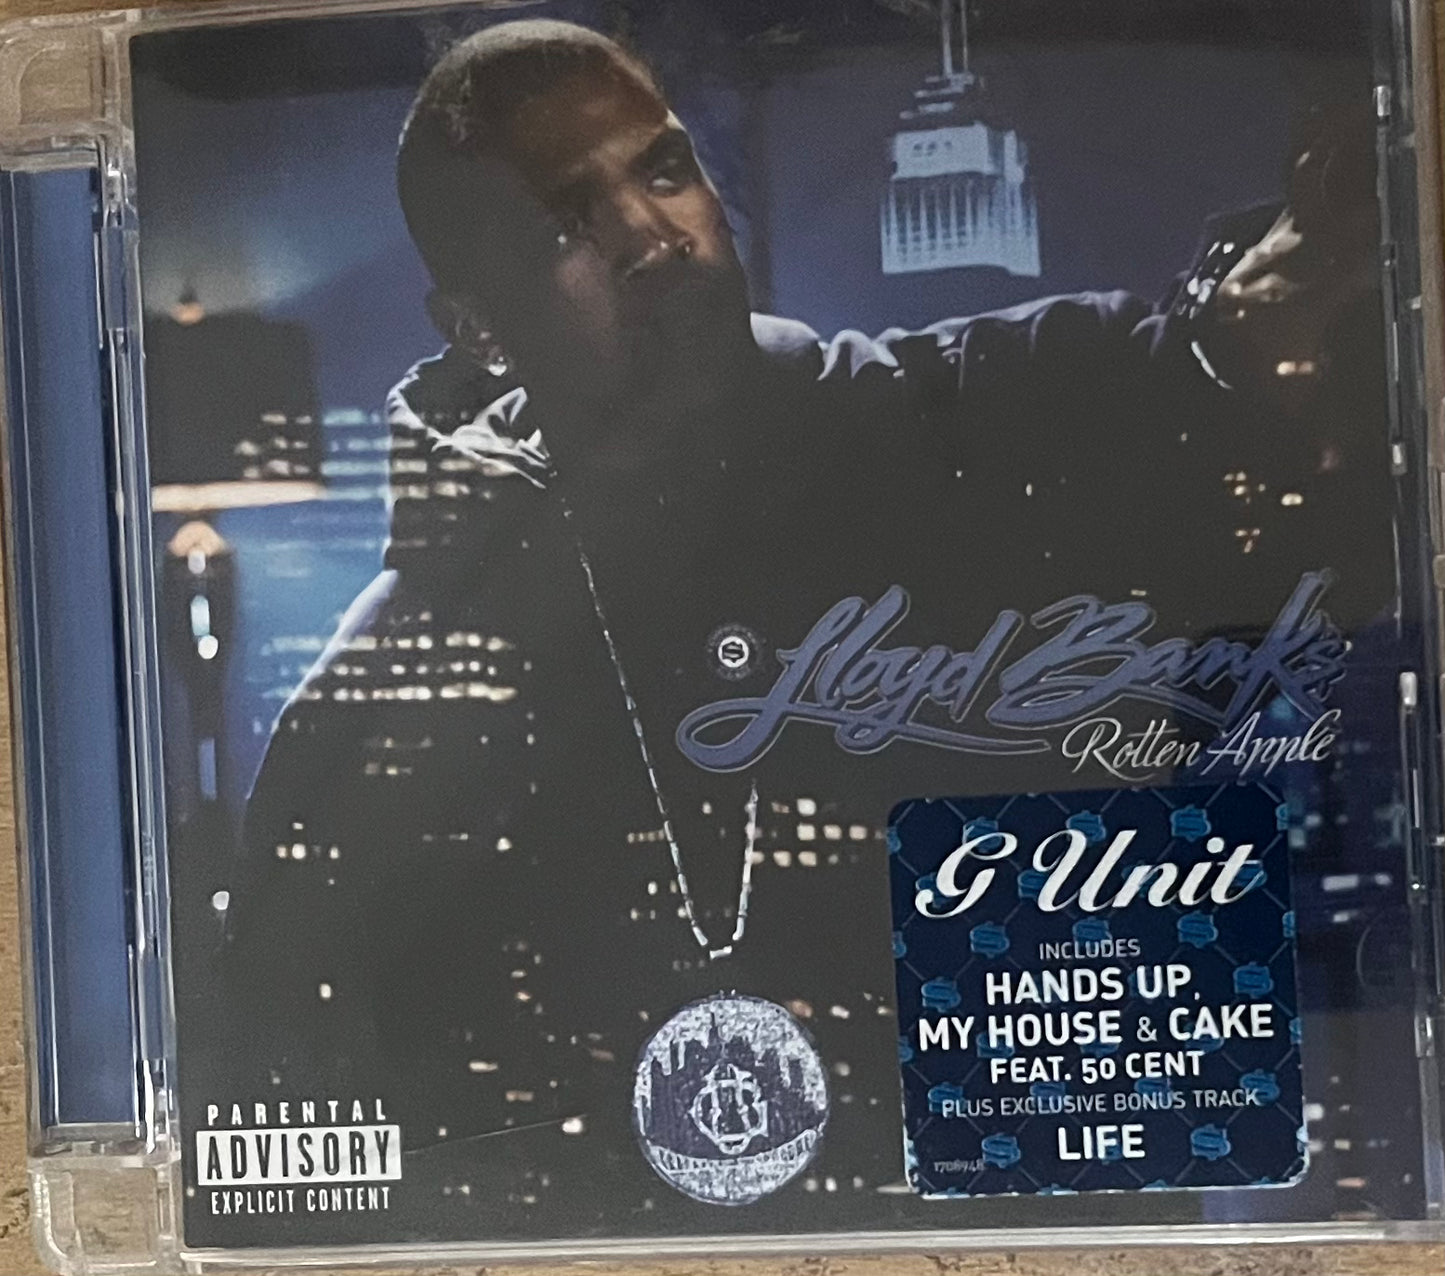 Lloyd Banks
Rotten Apple
G Unit
INCLUDES
HANDS UP,
MY HOUSE & CAKE
FEAT. 50 CENT
PLUS EXCLUSIVE BONUS TRACK
LIFE
1708948
PARENTAL
ADVISORY
EXPLICIT CONTENT